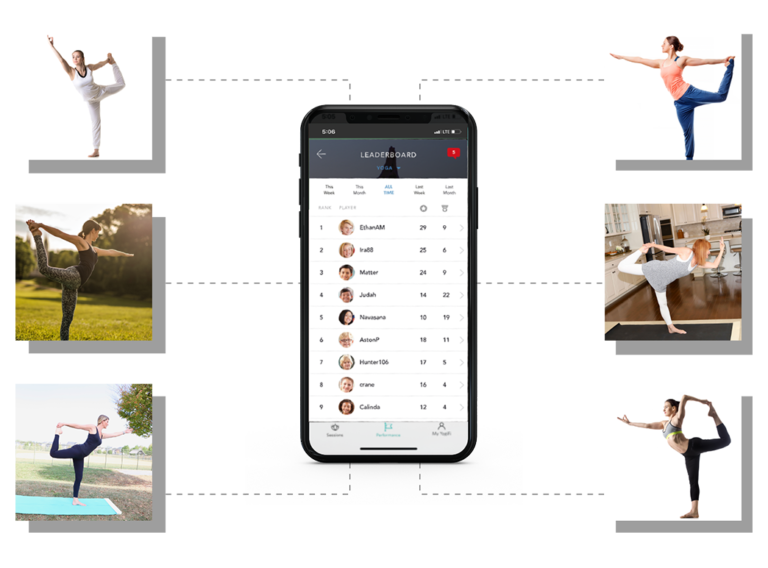 5:06
LTE
LEADERBOARD
5
YOGA
This Week
This Month
ALL TIME
Last Week
Last Month
RANK PLAYER
1 EthanAM 29 9
2 Ira88 25 6
3 Matter 24 9
4 Judah 14 22
5 Navasana 10 19
6 AstonP 18 11
7 Hunter106 17 5
8 crane 16 4
9 Calinda 12 4
Sessions
Performance
My Yogifi